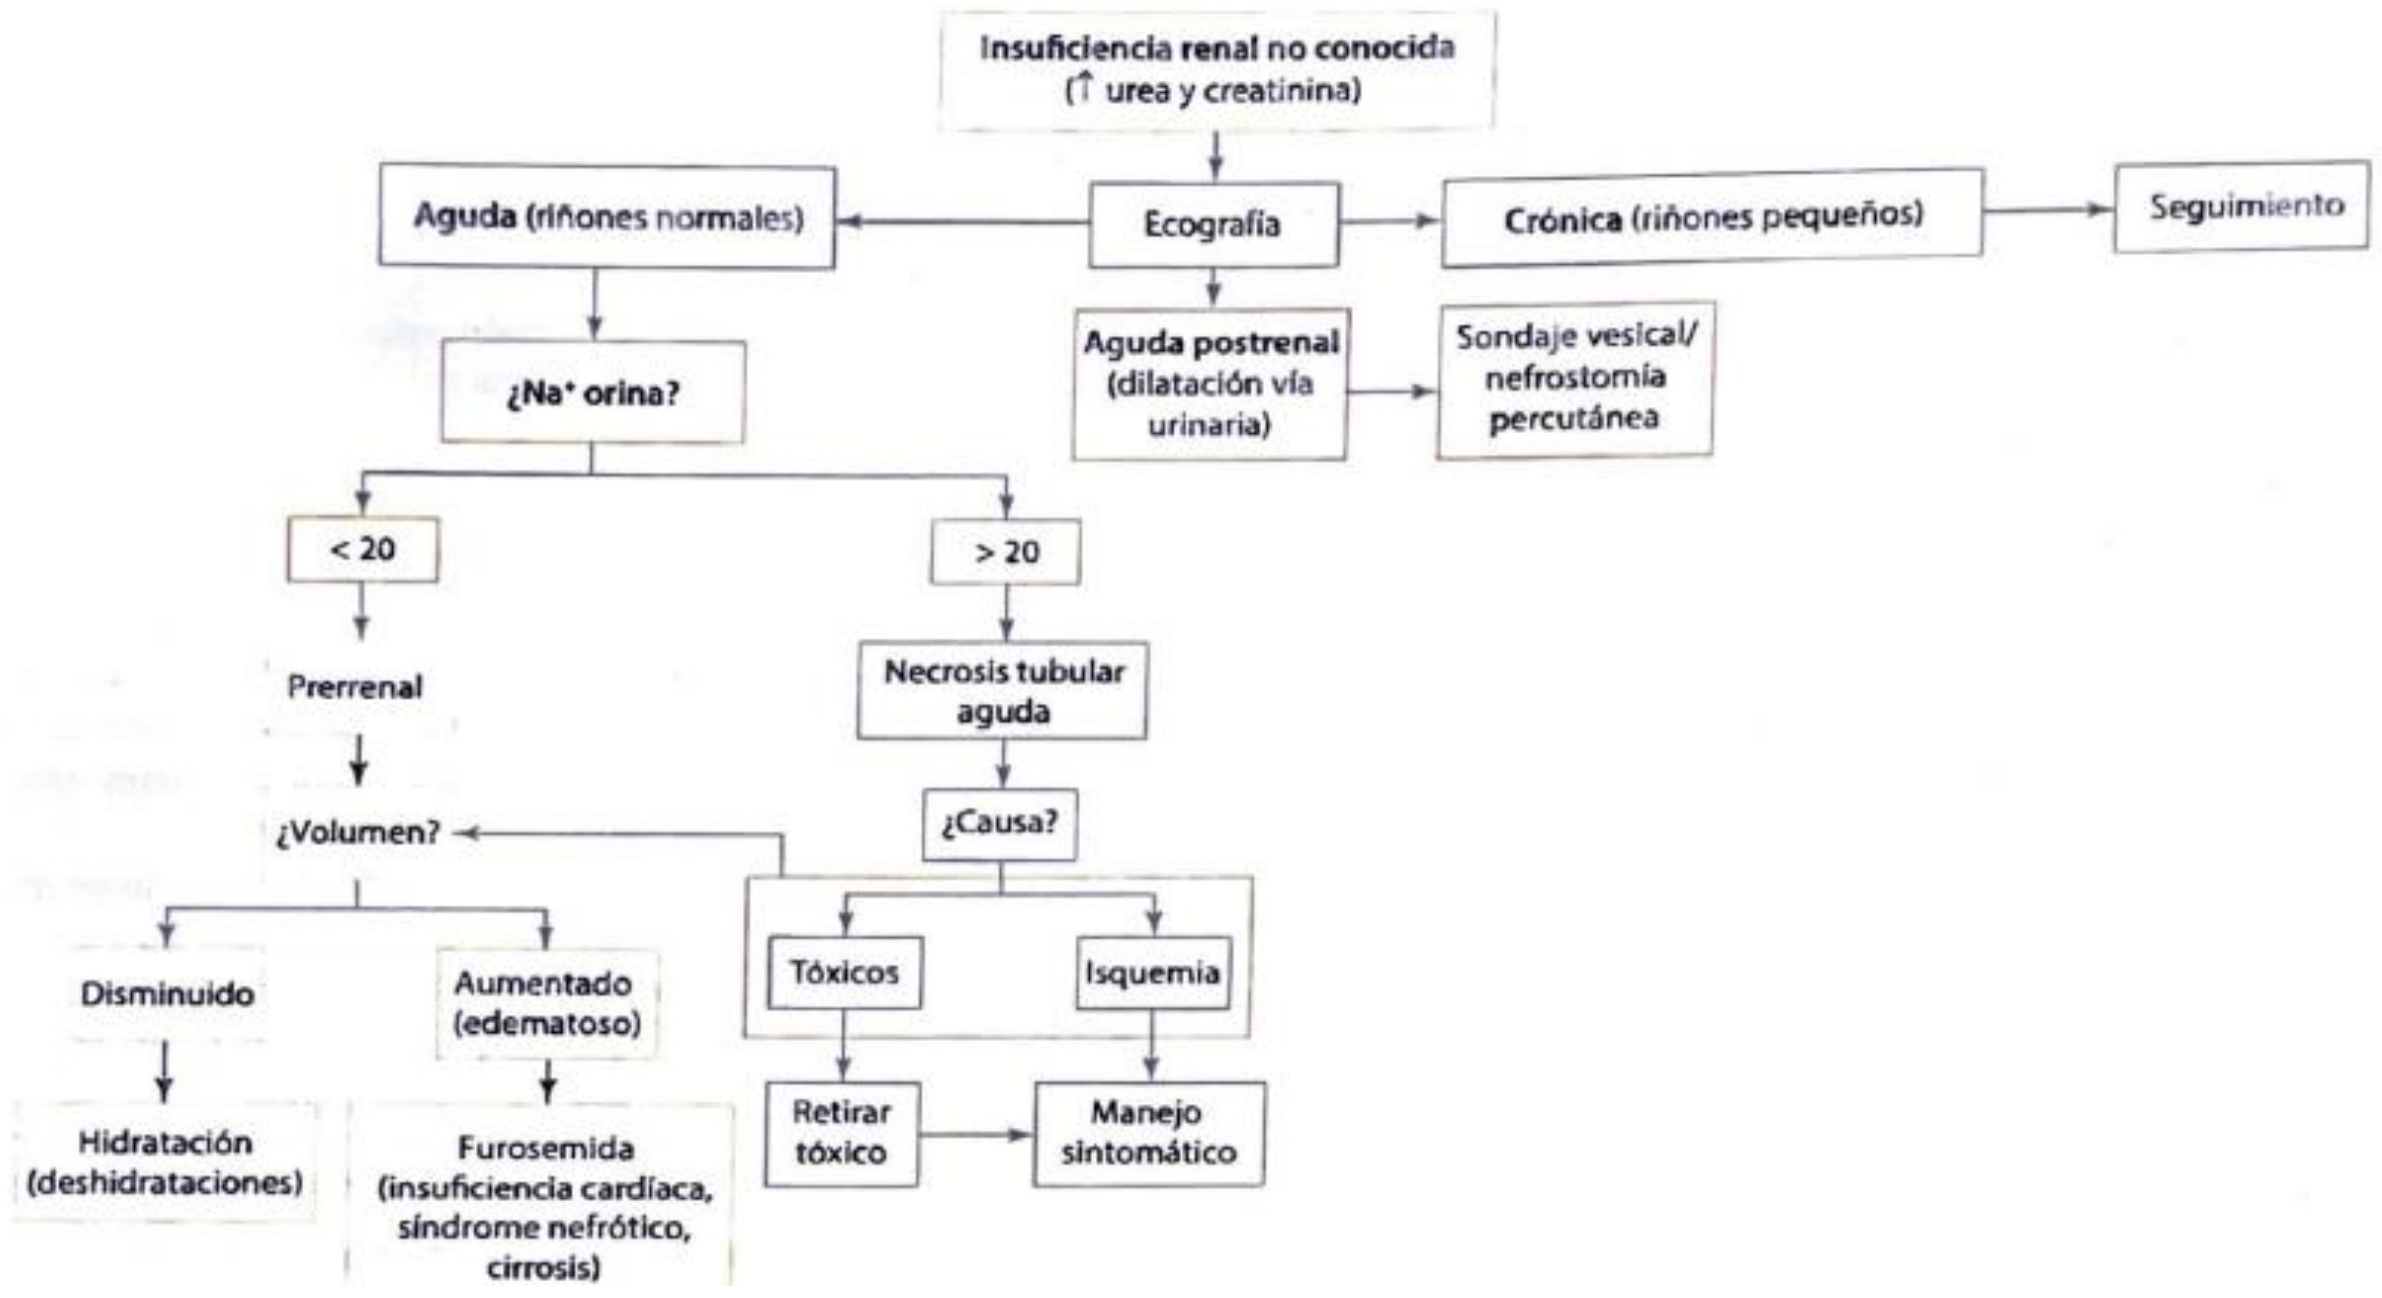 Insuficiencia renal no conocida
(↑ urea y creatinina)
Aguda (riñones normales)
Ecografía
Crónica (riñones pequeños)
Seguimiento
¿Na⁺ orina?
Aguda postrenal
(dilatación vía
urinaria)
Sondaje vesical/
nefrostomía
percutánea
< 20
> 20
Prerrenal
Necrosis tubular
aguda
¿Volumen?
¿Causa?
Disminuido
Aumentado
(edematoso)
Tóxicos
Isquemia
Hidratación
(deshidrataciones)
Furosemida
(insuficiencia cardíaca,
síndrome nefrótico,
cirrosis)
Retirar
tóxico
Manejo
sintomático